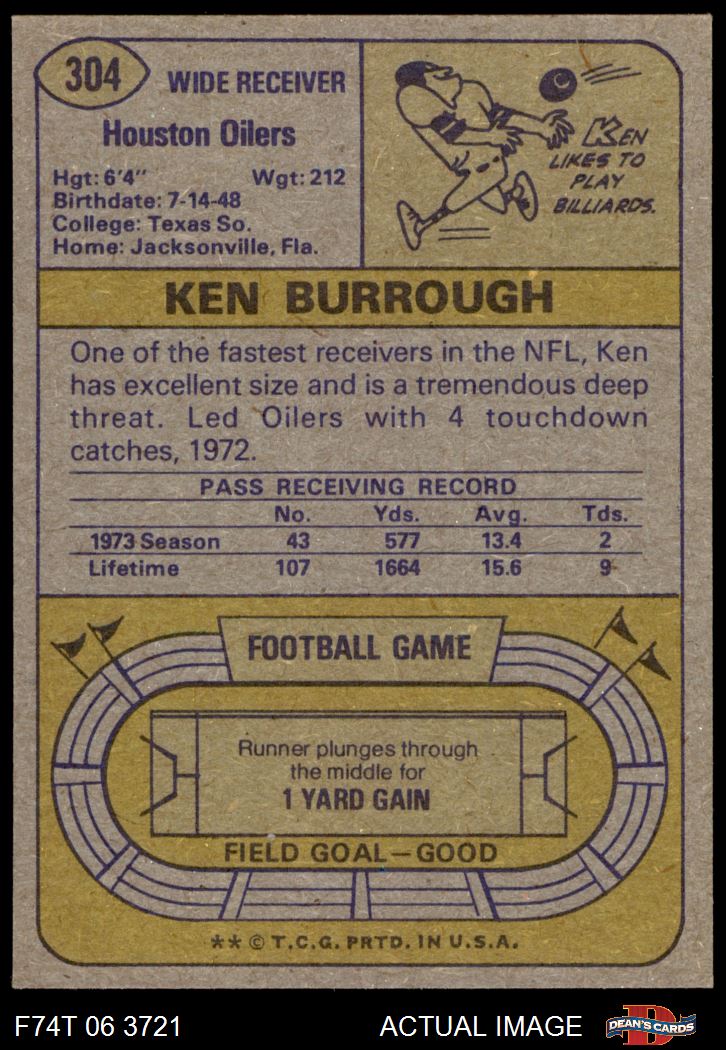 304
WIDE RECEIVER
Houston Oilers
Hgt: 6'4" Wgt: 212
Birthdate: 7-14-48
College: Texas So.
Home: Jacksonville, Fla.
KEN
LIKES TO
PLAY
BILLIARDS.
KEN BURROUGH
One of the fastest receivers in the NFL, Ken
has excellent size and is a tremendous deep
threat. Led Oilers with 4 touchdown
catches, 1972.
PASS RECEIVING RECORD
No. Yds. Avg. Tds.
1973 Season 43 577 13.4 2
Lifetime 107 1664 15.6 9
FOOTBALL GAME
Runner plunges through
the middle for
1 YARD GAIN
FIELD GOAL—GOOD
** © T.C.G. PRTD. IN U.S.A.
F74T 06 3721 ACTUAL IMAGE
D
DEAN'S CARDS